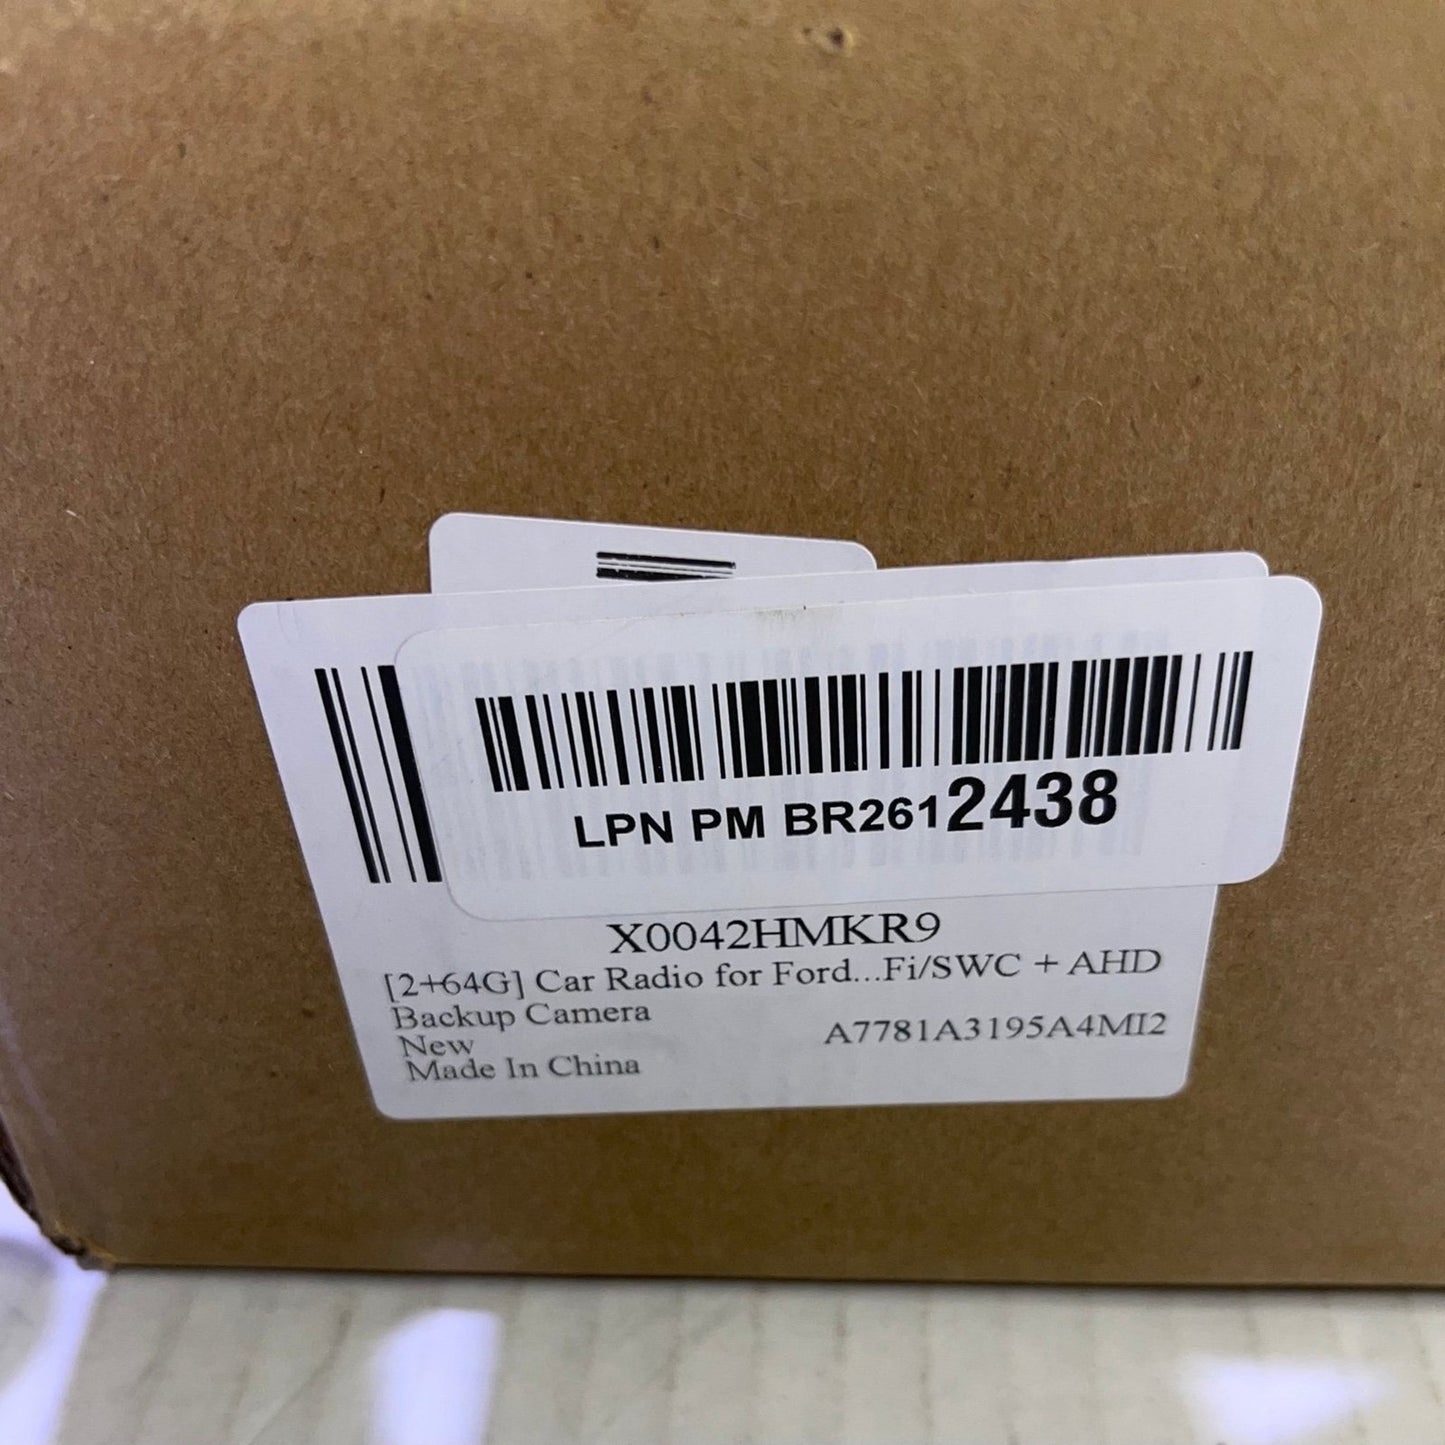 LPN PM BR2612438
X0042HMKR9
[2+64G] Car Radio for Ford...Fi/SWC + AHD
Backup Camera
New
A7781A3195A4MI2
Made In China